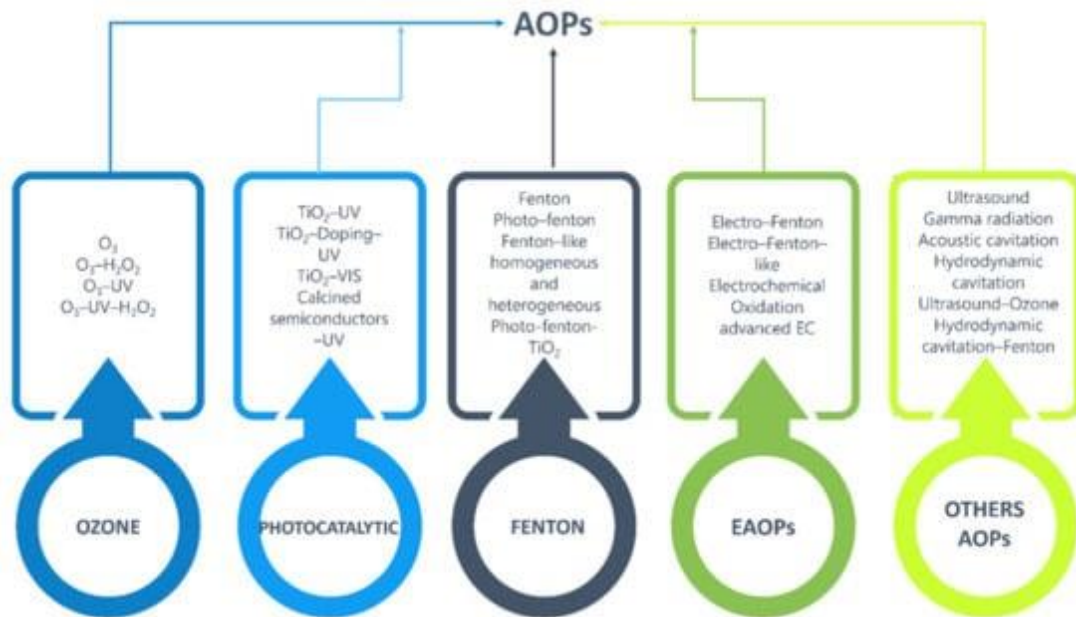 AOPs
O₃
O₃–H₂O₂
O₃–UV
O₃–UV–H₂O₂
TiO₂–UV
TiO₂–Doping–
UV
TiO₂–VIS
Calcined
semiconductors
–UV
Fenton
Photo–fenton
Fenton–like
homogeneous
and
heterogeneous
Photo-fenton-
TiO₂
Electro–Fenton
Electro–Fenton–
like
Electrochemical
Oxidation
advanced EC
Ultrasound
Gamma radiation
Acoustic cavitation
Hydrodynamic
cavitation
Ultrasound–Ozone
Hydrodynamic
cavitation–Fenton
OZONE
PHOTOCATALYTIC
FENTON
EAOPs
OTHERS
AOPs